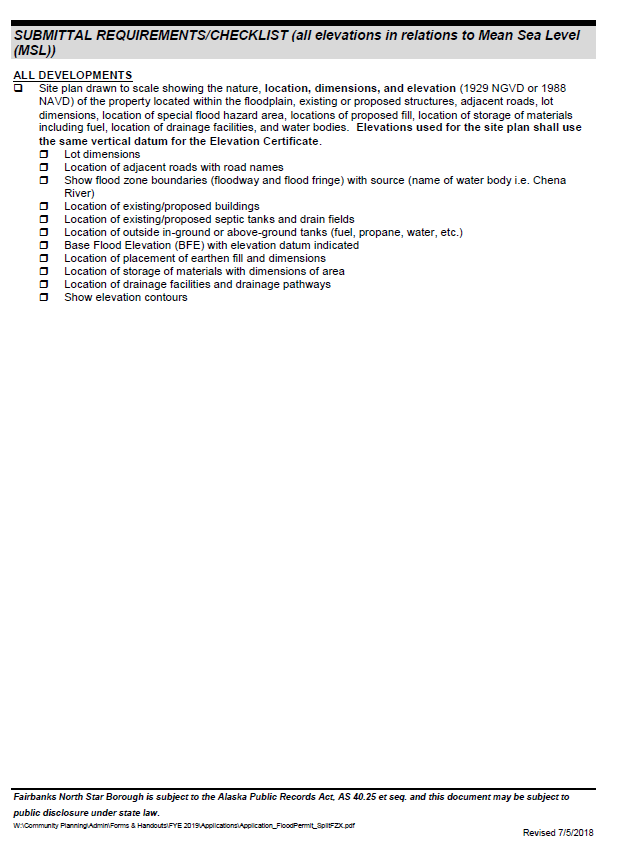 SUBMITTAL REQUIREMENTS/CHECKLIST (all elevations in relations to Mean Sea Level
(MSL))
ALL DEVELOPMENTS
❑ Site plan drawn to scale showing the nature, location, dimensions, and elevation (1929 NGVD or 1988
NAVD) of the property located within the floodplain, existing or proposed structures, adjacent roads, lot
dimensions, location of special flood hazard area, locations of proposed fill, location of storage of materials
including fuel, location of drainage facilities, and water bodies. Elevations used for the site plan shall use
the same vertical datum for the Elevation Certificate.
❒ Lot dimensions
❒ Location of adjacent roads with road names
❒ Show flood zone boundaries (floodway and flood fringe) with source (name of water body i.e. Chena
River)
❒ Location of existing/proposed buildings
❒ Location of existing/proposed septic tanks and drain fields
❒ Location of outside in-ground or above-ground tanks (fuel, propane, water, etc.)
❒ Base Flood Elevation (BFE) with elevation datum indicated
❒ Location of placement of earthen fill and dimensions
❒ Location of storage of materials with dimensions of area
❒ Location of drainage facilities and drainage pathways
❒ Show elevation contours
Fairbanks North Star Borough is subject to the Alaska Public Records Act, AS 40.25 et seq. and this document may be subject to
public disclosure under state law.
W:\Community Planning\Admin\Forms & Handouts\FYE 2019\Applications\Application_FloodPermit_SplitFZX.pdf
Revised 7/5/2018